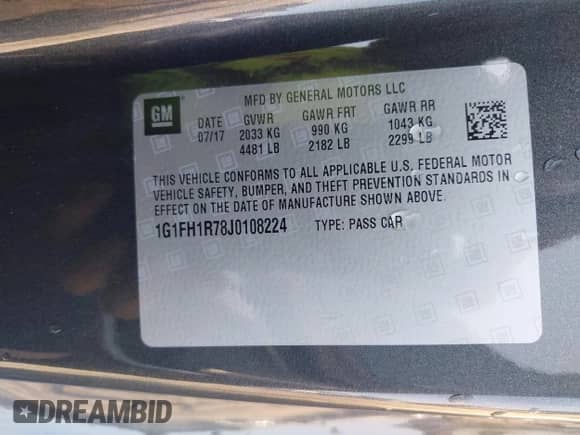 GM
MFD BY GENERAL MOTORS LLC
DATE GVWR GAWR FRT GAWR RR
07/17 2033 KG 990 KG 1043 KG
4481 LB 2182 LB 2299 LB
THIS VEHICLE CONFORMS TO ALL APPLICABLE U.S. FEDERAL MOTOR
VEHICLE SAFETY, BUMPER, AND THEFT PREVENTION STANDARDS IN
EFFECT ON THE DATE OF MANUFACTURE SHOWN ABOVE.
1G1FH1R78J0108224 TYPE: PASS CAR
DREAMBID